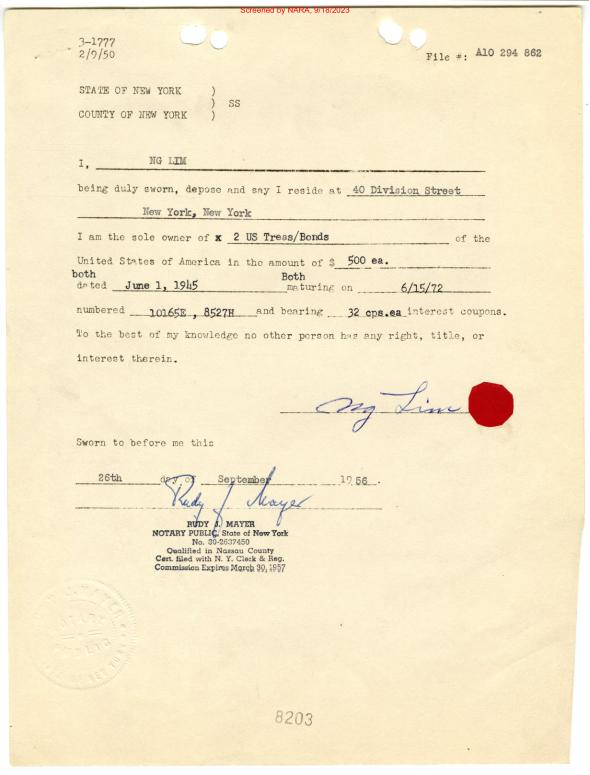 Screened by NARA, 9/18/2023
3-1777
2/9/50
File #: A10 294 862
STATE OF NEW YORK )
) SS
COUNTY OF NEW YORK )
I, NG LIM
being duly sworn, depose and say I reside at 40 Division Street
New York, New York
I am the sole owner of x 2 US Treas/Bonds of the
United States of America in the amount of $ 500 ea.
both Both
dated June 1, 1945 maturing on 6/15/72
numbered 10165E , 8527H and bearing 32 cps.ea interest coupons.
To the best of my knowledge no other person has any right, title, or
interest therein.
Ng Lim
Sworn to before me this
26th day of September 1956 .
Rudy J Mayer
RUDY J. MAYER
NOTARY PUBLIC, State of New York
No. 30-2637450
Qualified in Nassau County
Cert. filed with N. Y. Clerk & Reg.
Commission Expires March 30, 1957
8203